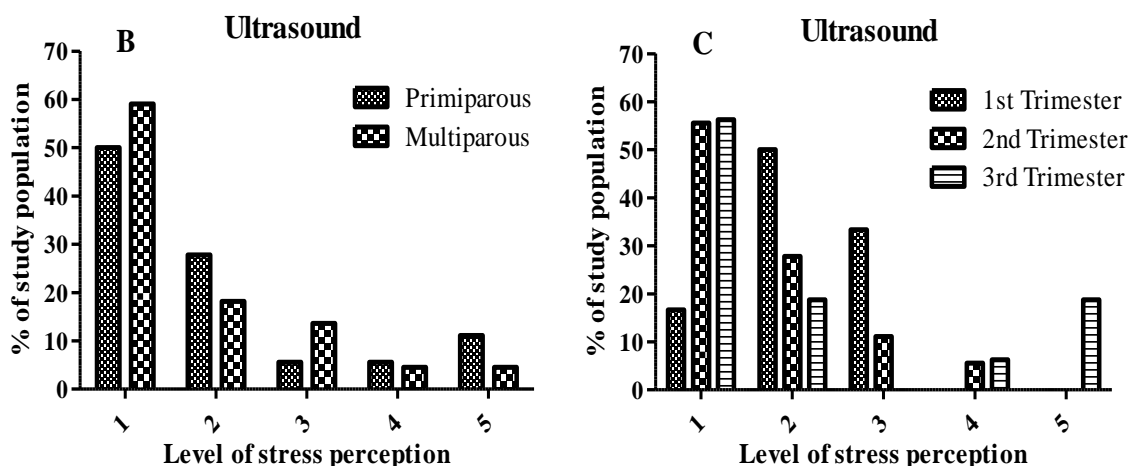 B
Ultrasound
70
60
50
40
30
20
10
0
% of study population
Primiparous
Multiparous
1
2
3
4
5
Level of stress perception
C
Ultrasound
70
60
50
40
30
20
10
0
% of study population
1st Trimester
2nd Trimester
3rd Trimester
1
2
3
4
5
Level of stress perception